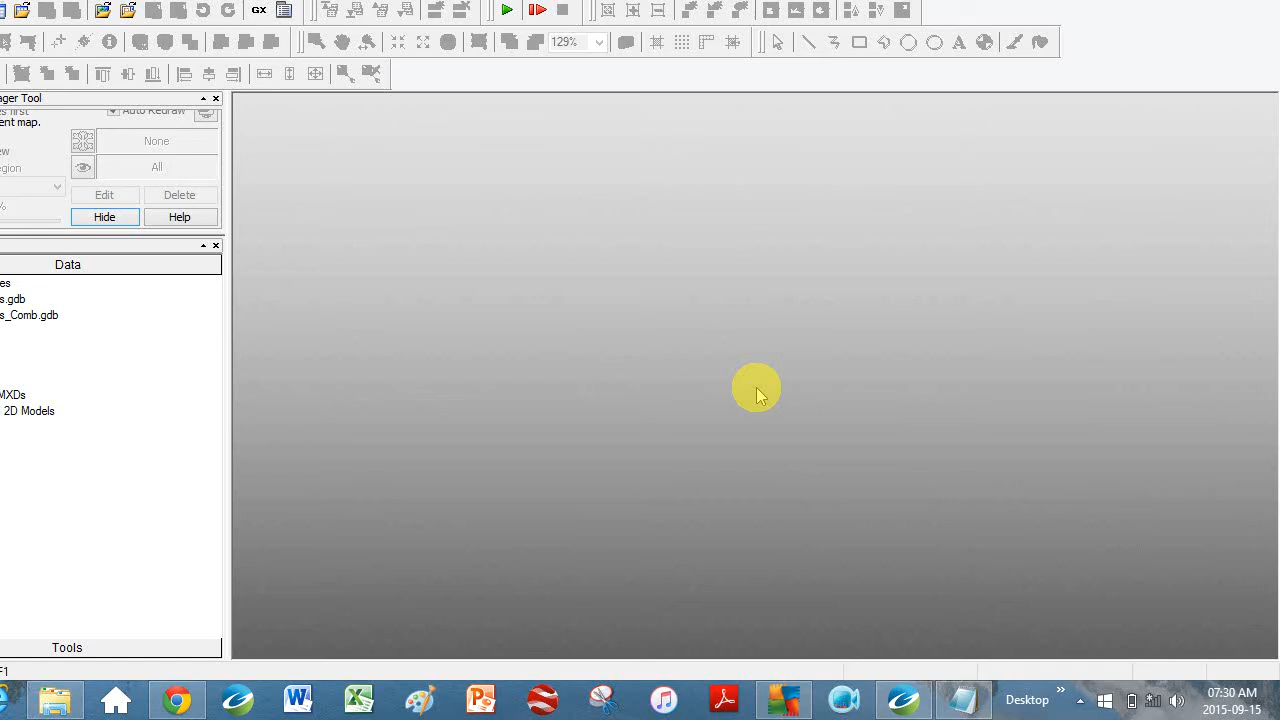 GX
129%
ager Tool
es first
Auto Redraw
ent map.
None
ew
egion
All
Edit
Delete
%
Hide
Help
Data
es
s.gdb
s_Comb.gdb
MXDs
2D Models
Tools
F1
Desktop
07:30 AM
2015-09-15